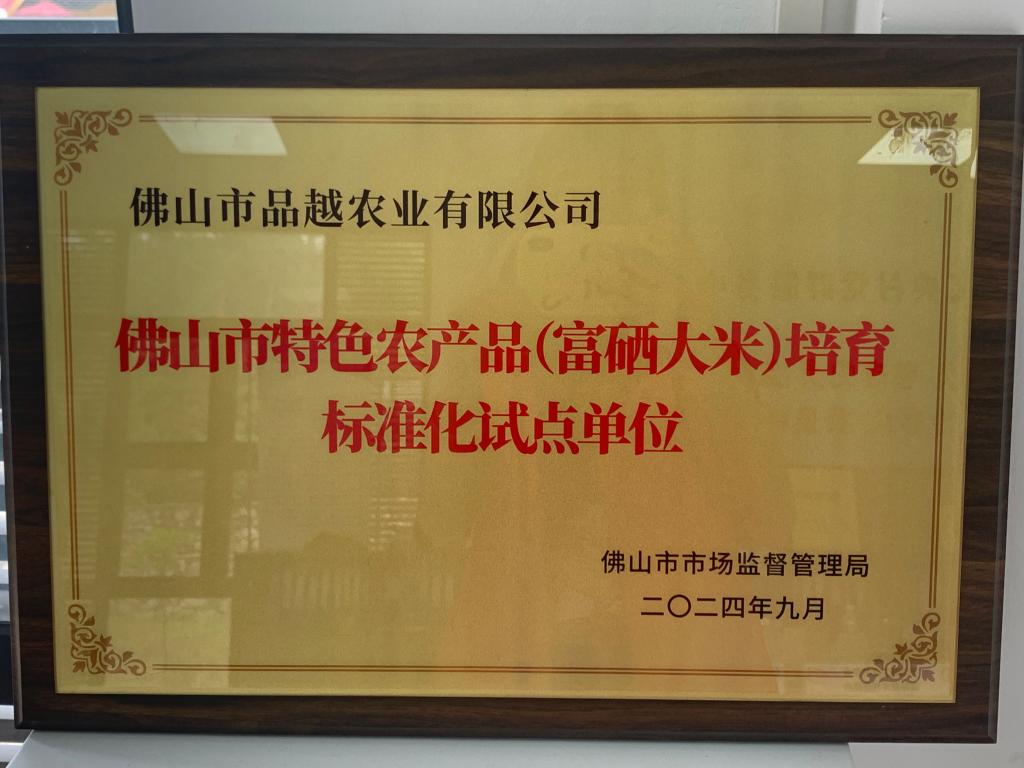 佛山市品越农业有限公司
佛山市特色农产品(富硒大米)培育
标准化试点单位
佛山市市场监督管理局
二〇二四年九月